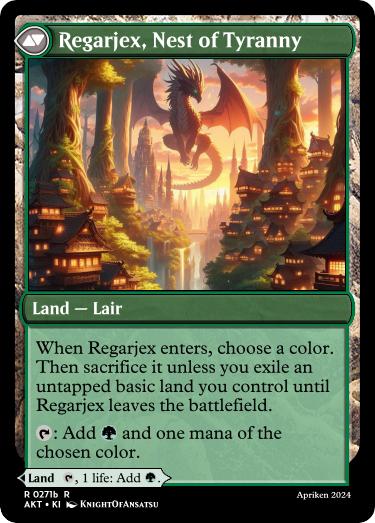 Regarjex, Nest of Tyranny
Land — Lair
When Regarjex enters, choose a color.
Then sacrifice it unless you exile an
untapped basic land you control until
Regarjex leaves the battlefield.
: Add and one mana of the
chosen color.
Land , 1 life: Add .
R 0271b R
Apriken 2024
AKT • KI KnightOfAnsatsu